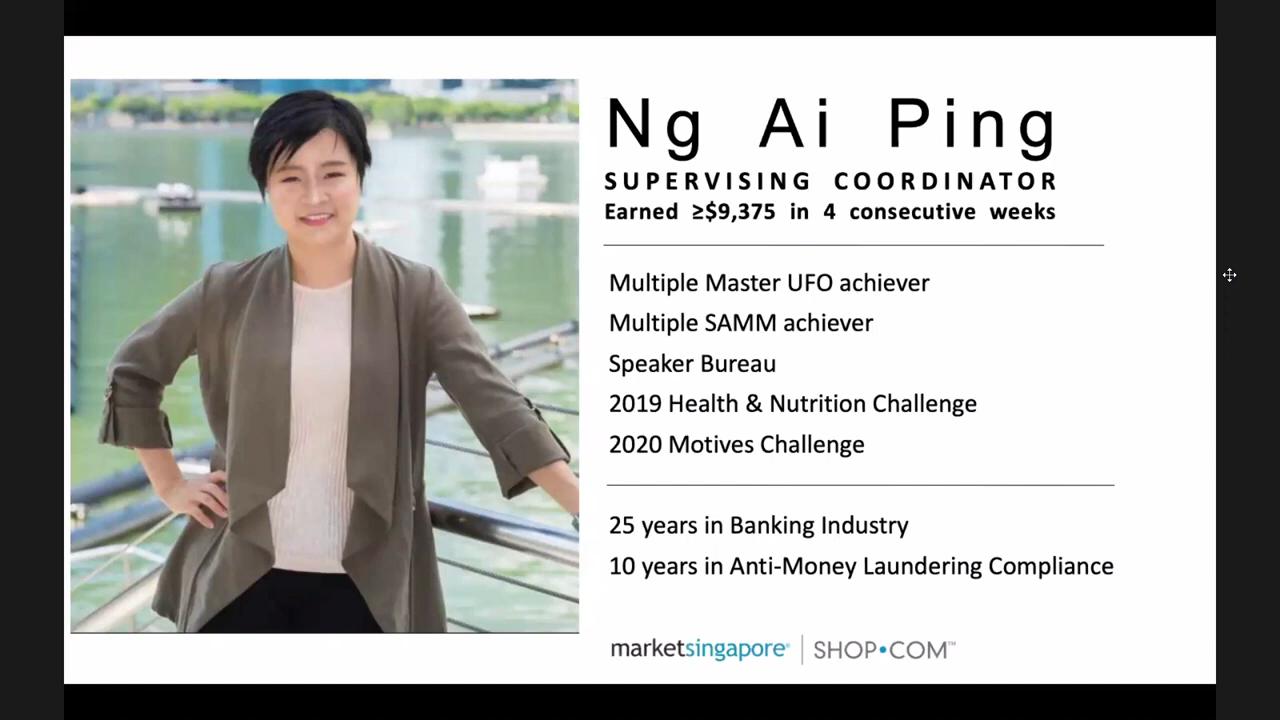 Ng Ai Ping
SUPERVISING COORDINATOR
Earned ≥$9,375 in 4 consecutive weeks
Multiple Master UFO achiever
Multiple SAMM achiever
Speaker Bureau
2019 Health & Nutrition Challenge
2020 Motives Challenge
25 years in Banking Industry
10 years in Anti-Money Laundering Compliance
marketsingapore® | SHOP•COM™